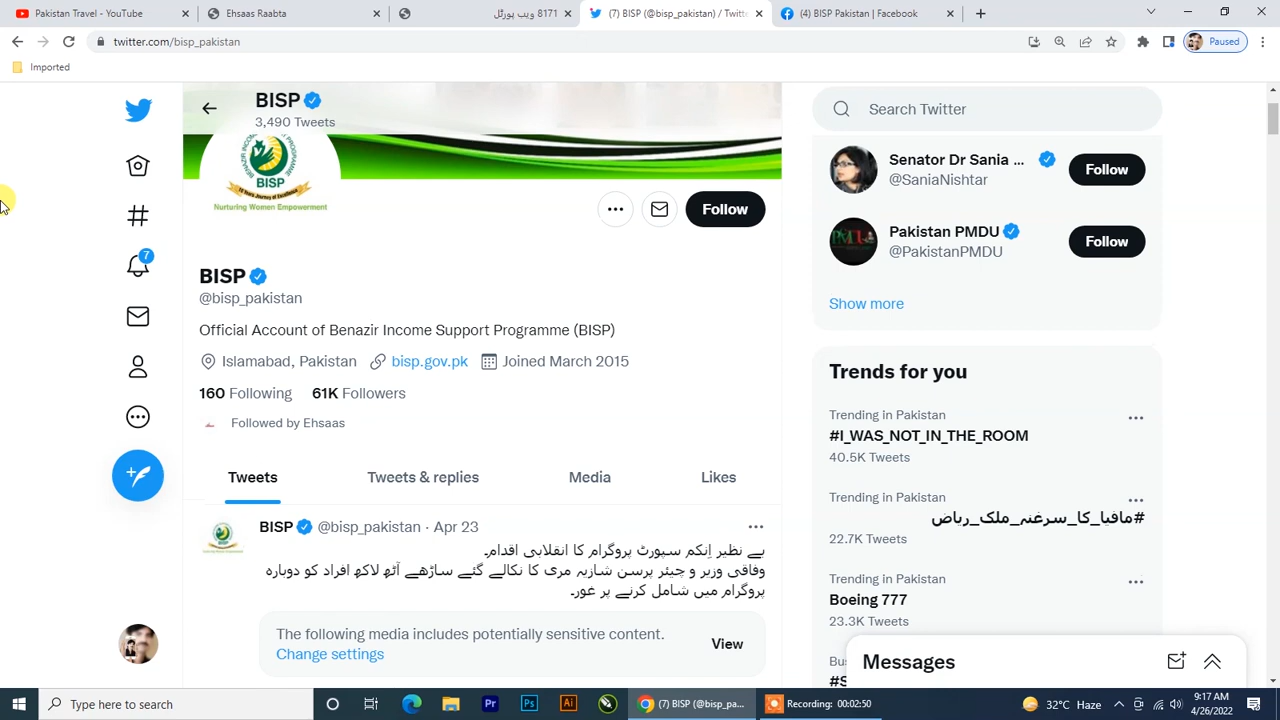 Pakistan Travel - YouTube
Ehsaas Raabta
8171 ویب پورٹل
(7) BISP (@bisp_pakistan) / Twitte
(4) BISP Pakistan | Facebook
twitter.com/bisp_pakistan
Paused
Imported
BISP
3,490 Tweets
BISP
Nurturing Women Empowerment
Follow
BISP
@bisp_pakistan
Official Account of Benazir Income Support Programme (BISP)
Islamabad, Pakistan bisp.gov.pk Joined March 2015
160 Following 61K Followers
Followed by Ehsaas
Tweets Tweets & replies Media Likes
BISP @bisp_pakistan · Apr 23
بے نظیر اِنکم سپورٹ پروگرام کا انقلابی اقدام۔
وفاقی وزیر و چیئر پرسن شازیہ مری کا نکالے گئے ساڑھے آٹھ لاکھ افراد کو دوبارہ
پروگرام میں شامل کرنے پر غور۔
The following media includes potentially sensitive content.
Change settings
View
Search Twitter
Senator Dr Sania ...
@SaniaNishtar
Follow
Pakistan PMDU
@PakistanPMDU
Follow
Show more
Trends for you
Trending in Pakistan
#I_WAS_NOT_IN_THE_ROOM
40.5K Tweets
Trending in Pakistan
#مافیا_کا_سرغنہ_ملک_ریاض
22.7K Tweets
Trending in Pakistan
Boeing 777
23.3K Tweets
Messages
7
Type here to search
(7) BISP (@bisp_pa...
Recording: 00:02:50
32°C Haze
9:17 AM
4/26/2022